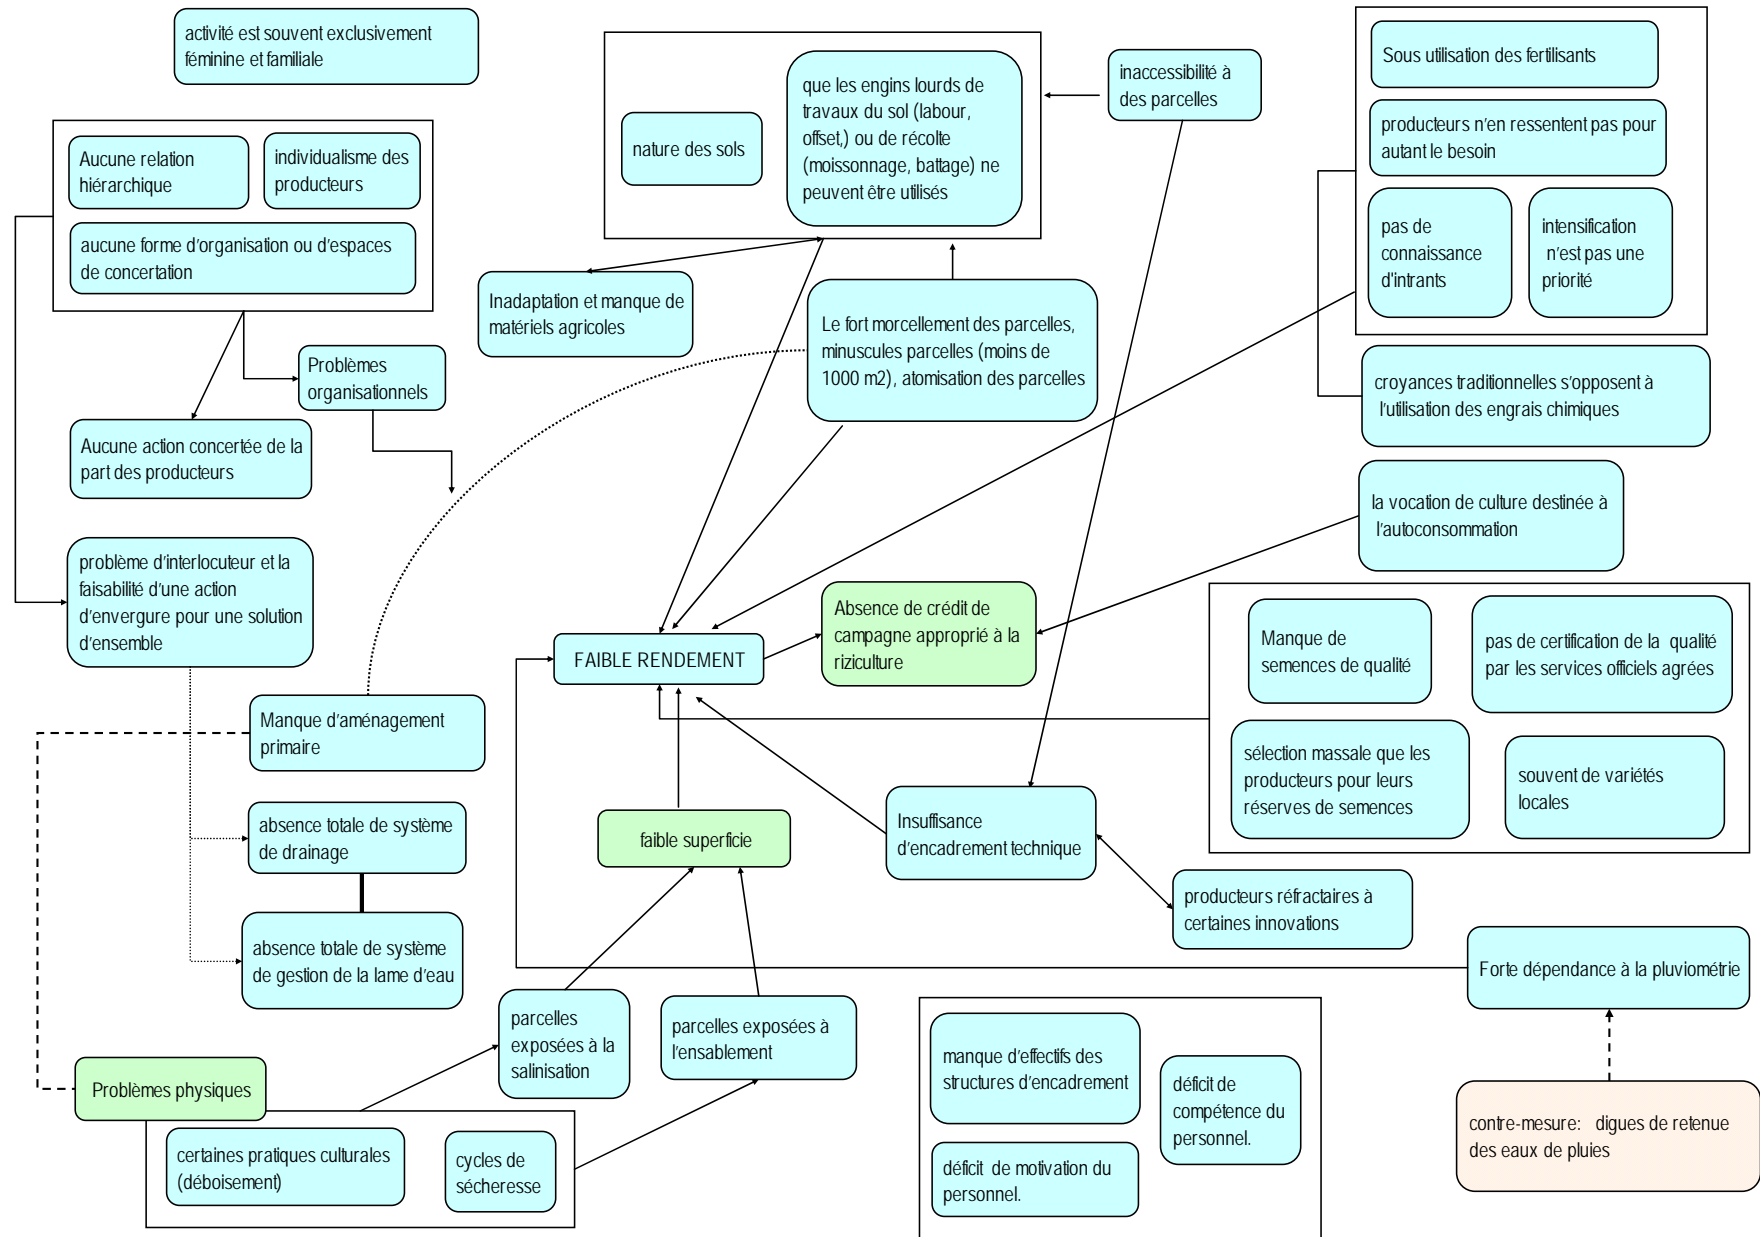 activité est souvent exclusivement
féminine et familiale
Aucune relation
hiérarchique
individualisme des
producteurs
aucune forme d'organisation ou d'espaces
de concertation
Problèmes
organisationnels
Aucune action concertée de la
part des producteurs
problème d'interlocuteur et la
faisabilité d'une action
d'envergure pour une solution
d'ensemble
Manque d'aménagement
primaire
absence totale de système
de drainage
absence totale de système
de gestion de la lame d'eau
Problèmes physiques
certaines pratiques culturales
(déboisement)
cycles de
sécheresse
nature des sols
que les engins lourds de
travaux du sol (labour,
offset,) ou de récolte
(moissonnage, battage) ne
peuvent être utilisés
inaccessibilité à
des parcelles
Inadaptation et manque de
matériels agricoles
Le fort morcellement des parcelles,
minuscules parcelles (moins de
1000 m2), atomisation des parcelles
FAIBLE RENDEMENT
Absence de crédit de
campagne approprié à la
riziculture
faible superficie
Insuffisance
d'encadrement technique
parcelles
exposées à la
salinisation
parcelles exposées à
l'ensablement
producteurs réfractaires à
certaines innovations
manque d'effectifs des
structures d'encadrement
déficit de
compétence du
personnel.
déficit  de motivation du
personnel.
Sous utilisation des fertilisants
producteurs n'en ressentent pas pour
autant le besoin
pas de
connaissance
d'intrants
intensification
n'est pas une
priorité
croyances traditionnelles s'opposent à
l'utilisation des engrais chimiques
la vocation de culture destinée à
l'autoconsommation
Manque de
semences de qualité
pas de certification de la  qualité
par les services officiels agrées
sélection massale que les
producteurs pour leurs
réserves de semences
souvent de variétés
locales
Forte dépendance à la pluviométrie
contre-mesure:   digues de retenue
des eaux de pluies